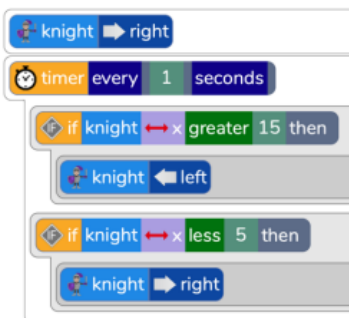 knight right
timer every 1 seconds
if knight x greater 15 then
knight left
if knight x less 5 then
knight right